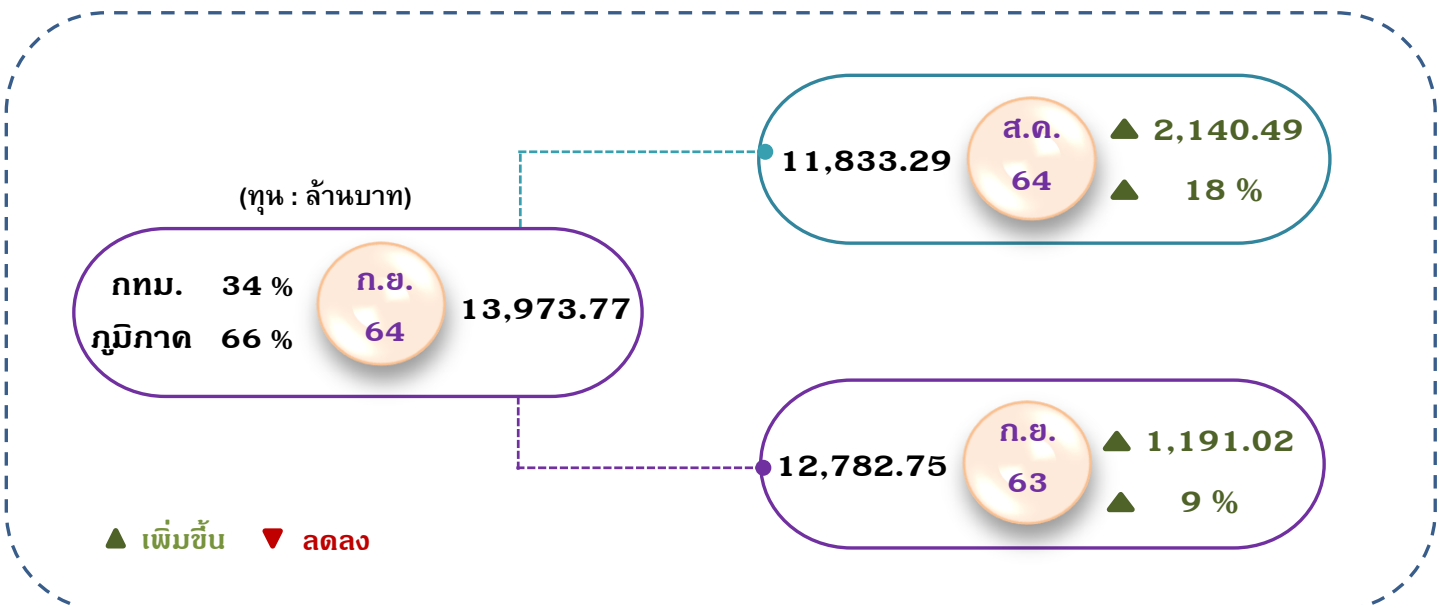 (ทุน : ล้านบาท)
กทม. 34 %
ภูมิภาค 66 %
ก.ย.
64
13,973.77
11,833.29
ส.ค.
64
▲ 2,140.49
▲ 18 %
12,782.75
ก.ย.
63
▲ 1,191.02
▲ 9 %
▲ เพิ่มขึ้น ▼ ลดลง